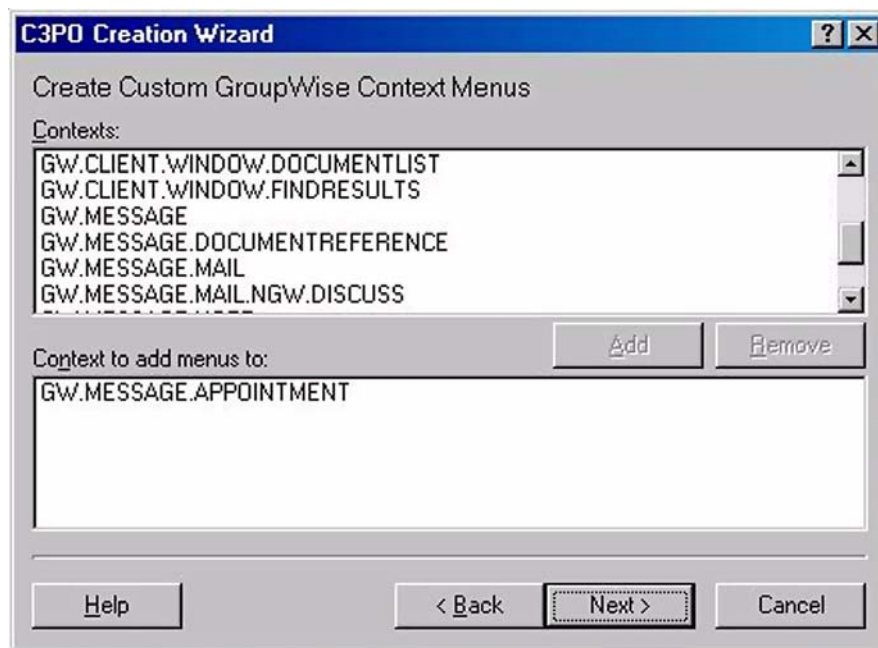 C3PO Creation Wizard
Create Custom GroupWise Context Menus
Contexts:
GW.CLIENT.WINDOW.DOCUMENTLIST
GW.CLIENT.WINDOW.FINDRESULTS
GW.MESSAGE
GW.MESSAGE.DOCUMENTREFERENCE
GW.MESSAGE.MAIL
GW.MESSAGE.MAIL.NGW.DISCUSS
Add Remove
Context to add menus to:
GW.MESSAGE.APPOINTMENT
Help < Back Next > Cancel